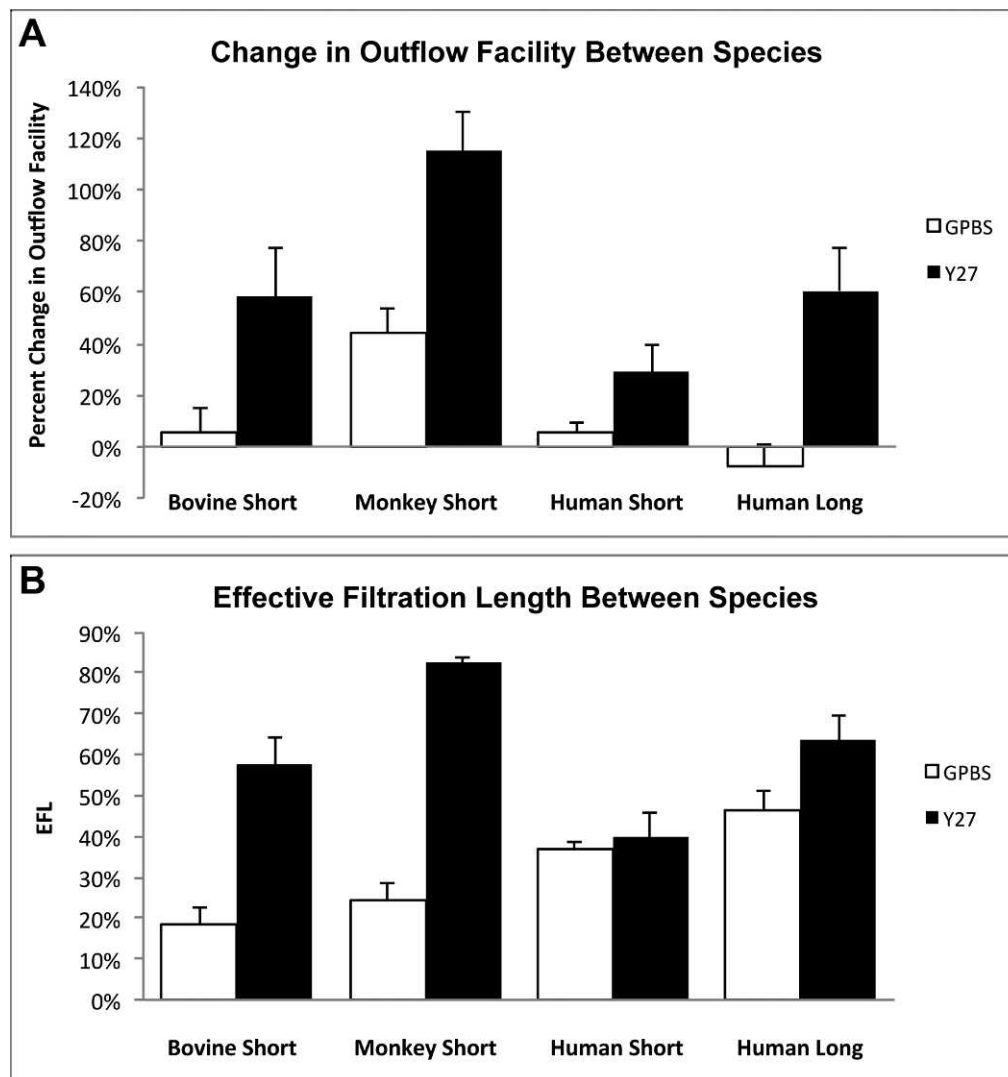 A
Change in Outflow Facility Between Species
Percent Change in Outflow Facility
140%
120%
100%
80%
60%
40%
20%
0%
-20%
Bovine Short
Monkey Short
Human Short
Human Long
GPBS
Y27
B
Effective Filtration Length Between Species
EFL
90%
80%
70%
60%
50%
40%
30%
20%
10%
0%
Bovine Short
Monkey Short
Human Short
Human Long
GPBS
Y27